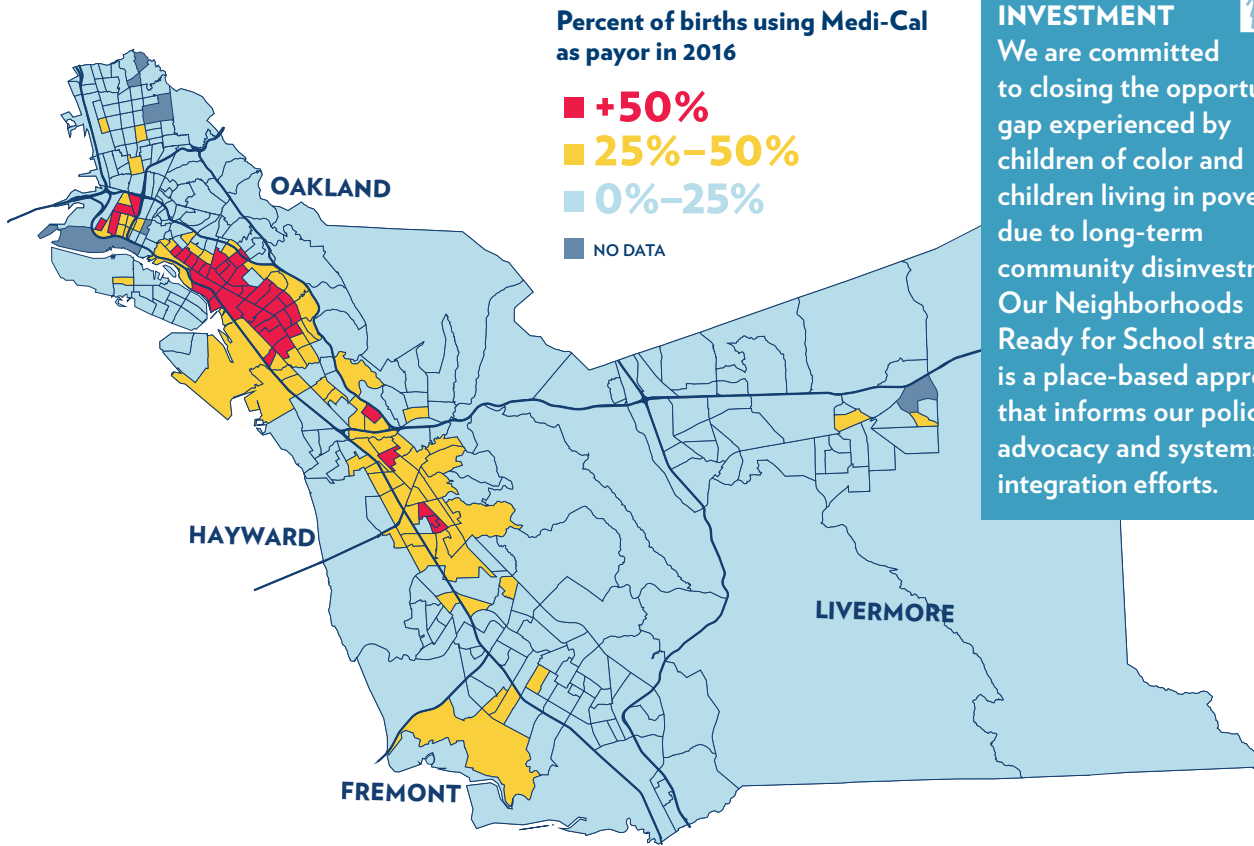 Percent of births using Medi-Cal
as payor in 2016
+50%
25%–50%
0%–25%
NO DATA
OAKLAND
HAYWARD
LIVERMORE
FREMONT
INVESTMENT
We are committed
to closing the
gap experienced by
children of color and
children living in
due to long-term
community
Our Neighborhoods
Ready for School
is a place-based
that informs our
advocacy and systems
integration efforts.